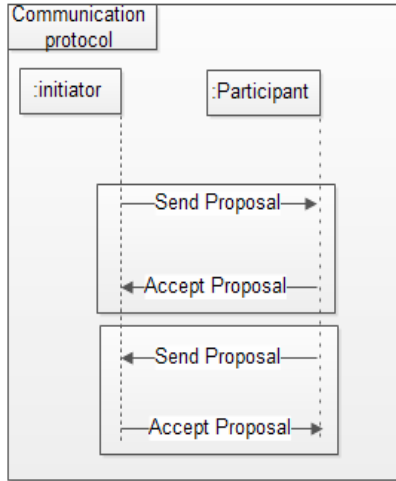 Communication
protocol
:initiator
:Participant
Send Proposal
Accept Proposal
Send Proposal
Accept Proposal